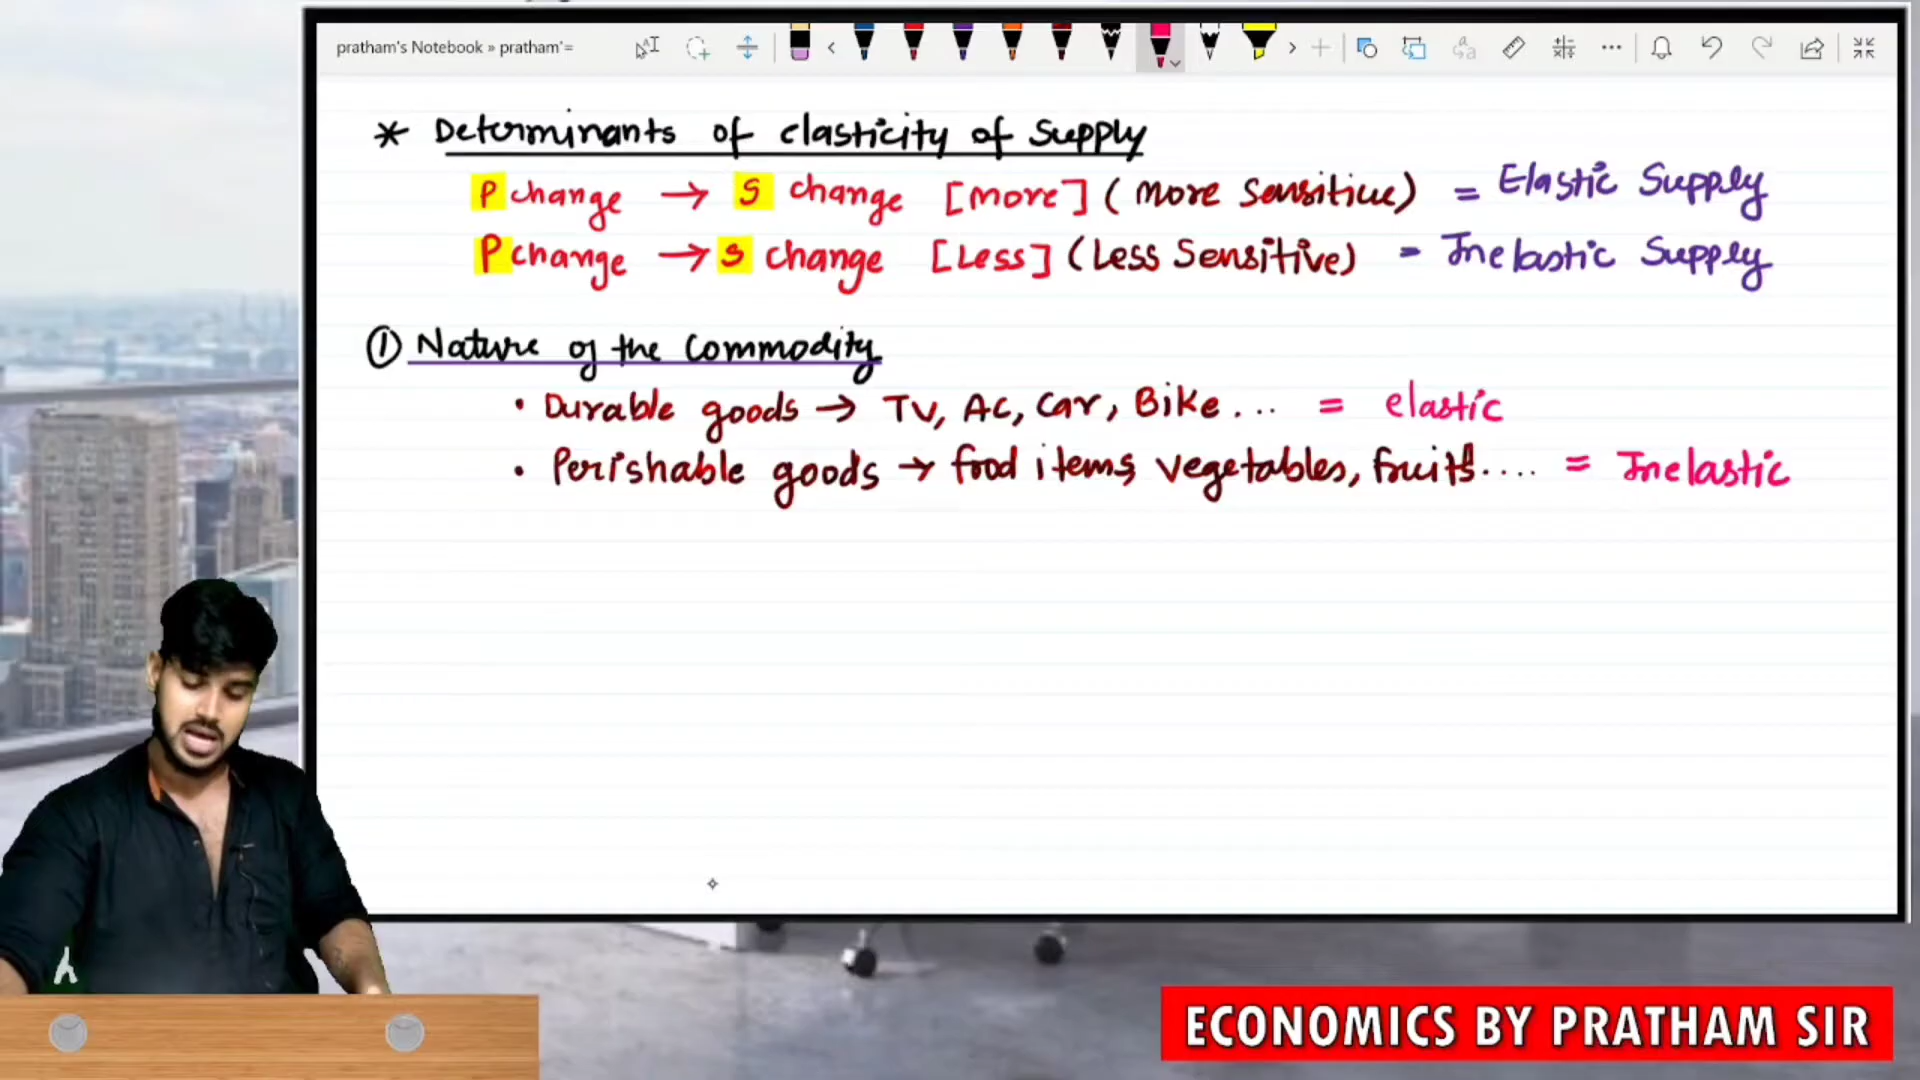 pratham's Notebook » pratham'=
* Determinants of elasticity of Supply
P change → S change [more] (more Sensitive) = Elastic Supply
P change → S change [Less] (Less Sensitive) = Inelastic Supply
① Nature of the Commodity
• Durable goods → TV, AC, Car, Bike... = elastic
• Perishable goods → food items, vegetables, fruits.... = Inelastic
ECONOMICS BY PRATHAM SIR